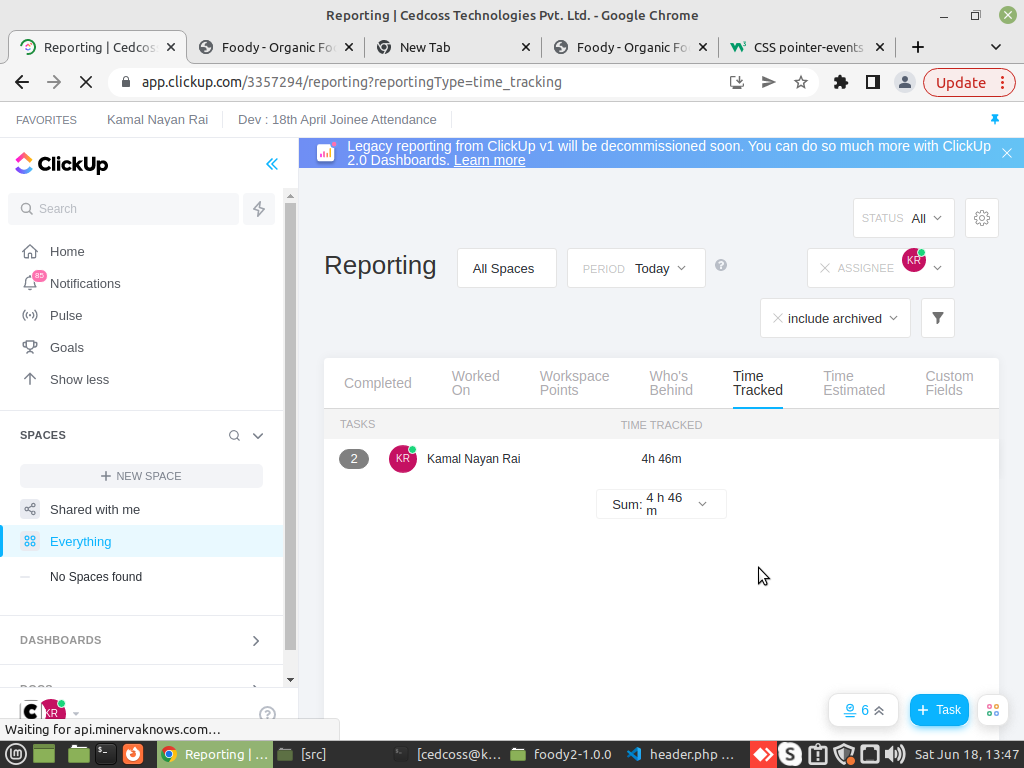 Reporting | Cedcoss Technologies Pvt. Ltd. - Google Chrome
Reporting | Cedcoss
Foody - Organic Fo
New Tab
Foody - Organic Fo
CSS pointer-events
app.clickup.com/3357294/reporting?reportingType=time_tracking
Update
FAVORITES
Kamal Nayan Rai
Dev : 18th April Joinee Attendance
ClickUp
Legacy reporting from ClickUp v1 will be decommissioned soon. You can do so much more with ClickUp
2.0 Dashboards. Learn more
Search
Home
85
Notifications
Pulse
Goals
Show less
SPACES
NEW SPACE
Shared with me
Everything
No Spaces found
DASHBOARDS
DOCS
KR
STATUS All
Reporting
All Spaces
PERIOD Today
ASSIGNEE KR
include archived
Completed
Worked
On
Workspace
Points
Who's
Behind
Time
Tracked
Time
Estimated
Custom
Fields
TASKS
TIME TRACKED
2
KR
Kamal Nayan Rai
4h 46m
Sum: 4 h 46
m
6
+ Task
Waiting for api.minervaknows.com…
Reporting | ...
[src]
[cedcoss@k...
foody2-1.0.0
header.php ...
Sat Jun 18, 13:47